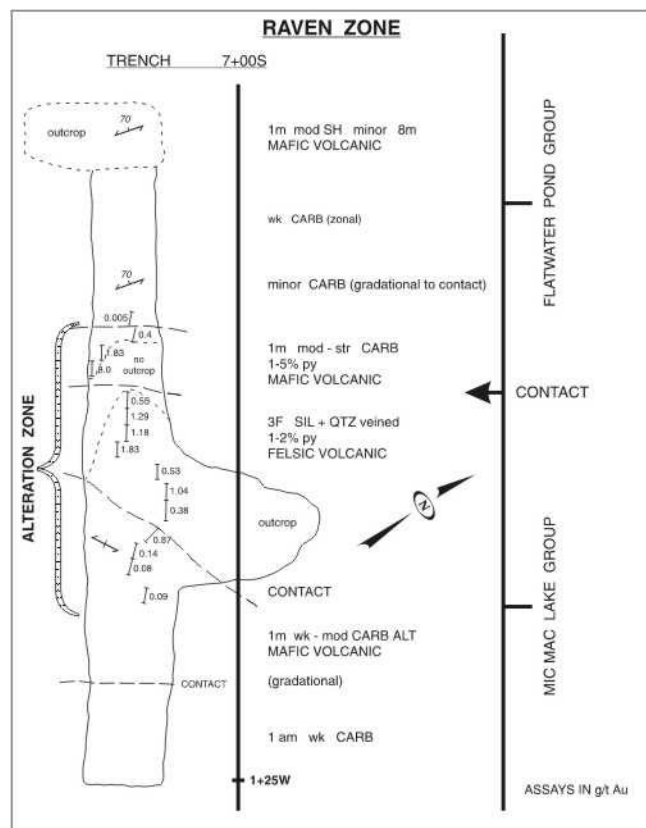 RAVEN ZONE
TRENCH 7+00S
outcrop
70
1m mod SH minor 8m
MAFIC VOLCANIC
wk CARB (zonal)
70
minor CARB (gradational to contact)
0.005
0.4
1.83
no
outcrop
1m mod - str CARB
1-5% py
MAFIC VOLCANIC
CONTACT
0.55
1.29
1.18
1.83
3F SIL + QTZ veined
1-2% py
FELSIC VOLCANIC
0.53
1.04
0.38
outcrop
N
0.87
0.14
0.08
0.09
CONTACT
1m wk - mod CARB ALT
MAFIC VOLCANIC
CONTACT
(gradational)
1 am wk CARB
1+25W
ASSAYS IN g/t Au
ALTERATION ZONE
FLATWATER POND GROUP
MIC MAC LAKE GROUP